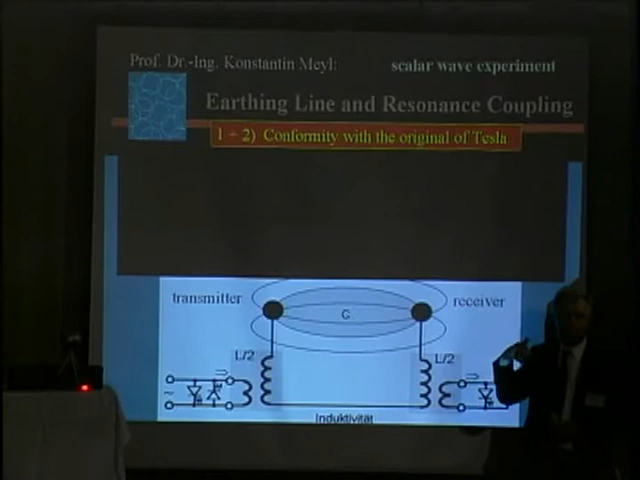 Prof. Dr.-Ing. Konstantin Meyl: scalar wave experiment
Earthing Line and Resonance Coupling
1 + 2) Conformity with the original of Tesla
transmitter receiver
C
L/2 L/2
~
Induktivität